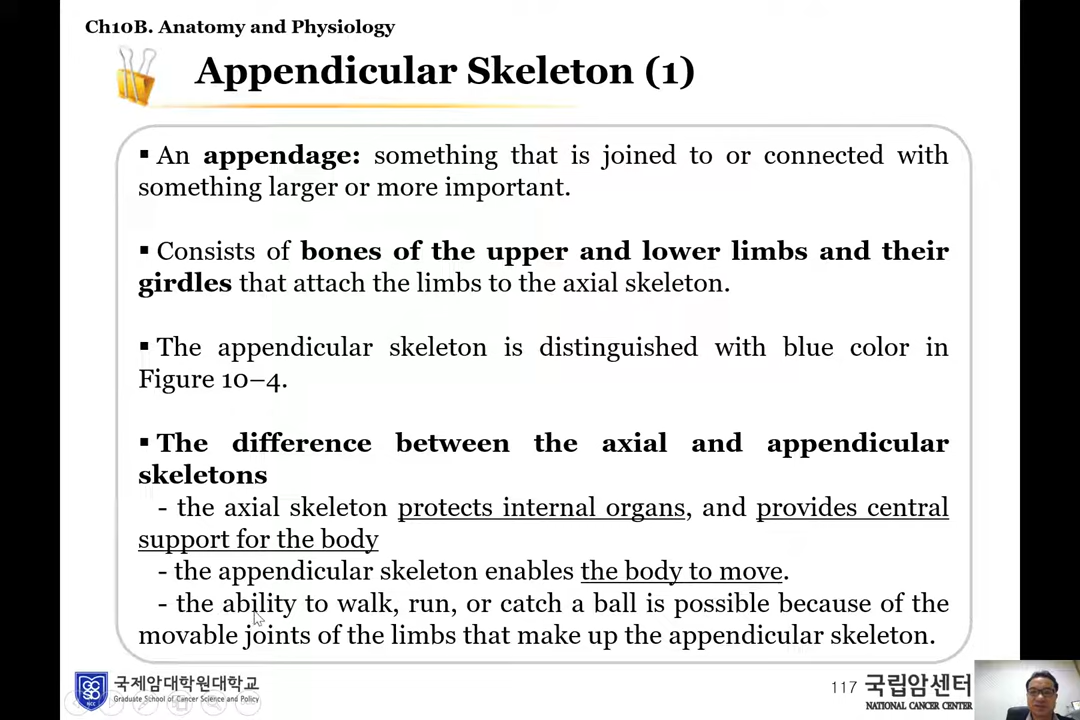 Ch10B. Anatomy and Physiology
Appendicular Skeleton (1)
▪ An appendage: something that is joined to or connected with
something larger or more important.
▪ Consists of bones of the upper and lower limbs and their
girdles that attach the limbs to the axial skeleton.
▪ The appendicular skeleton is distinguished with blue color in
Figure 10–4.
▪ The difference between the axial and appendicular
skeletons
- the axial skeleton protects internal organs, and provides central
support for the body
- the appendicular skeleton enables the body to move.
- the ability to walk, run, or catch a ball is possible because of the
movable joints of the limbs that make up the appendicular skeleton.
국제암대학원대학교
Graduate School of Cancer Science and Policy
117
국립암센터
NATIONAL CANCER CENTER